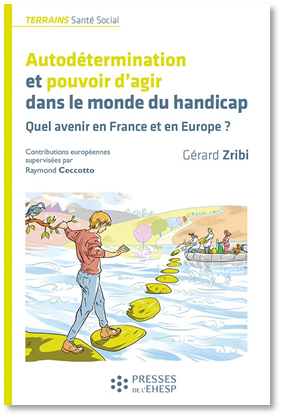 TERRAINS Santé Social
Autodétermination
et pouvoir d'agir
dans le monde du handicap
Quel avenir en France et en Europe ?
Contributions européennes
supervisées par
Raymond Ceccotto
Gérard Zribi
PRESSES
DE L'EHESP